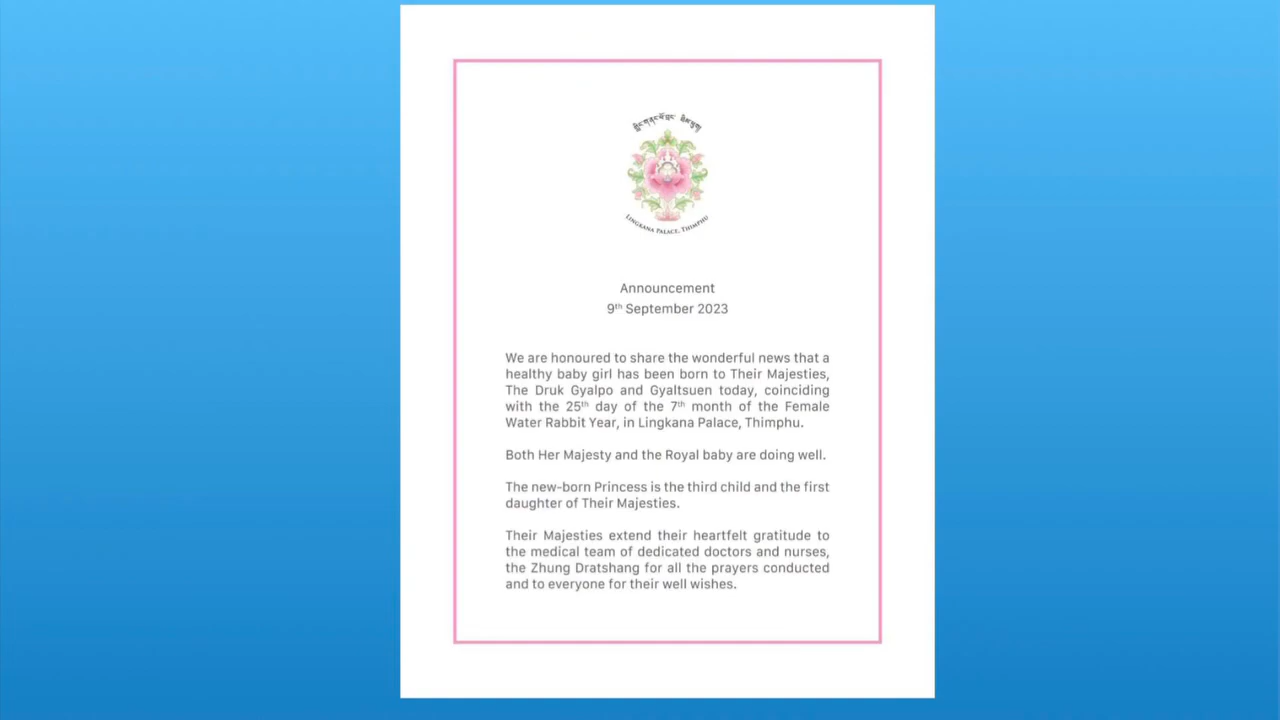 གླིང་གནང་ཕོ་བྲང་ ཐིམ་ཕུག
LINGKANA PALACE, THIMPHU
Announcement
9th September 2023
We are honoured to share the wonderful news that a
healthy baby girl has been born to Their Majesties,
The Druk Gyalpo and Gyaltsuen today, coinciding
with the 25th day of the 7th month of the Female
Water Rabbit Year, in Lingkana Palace, Thimphu.
Both Her Majesty and the Royal baby are doing well.
The new-born Princess is the third child and the first
daughter of Their Majesties.
Their Majesties extend their heartfelt gratitude to
the medical team of dedicated doctors and nurses,
the Zhung Dratshang for all the prayers conducted
and to everyone for their well wishes.